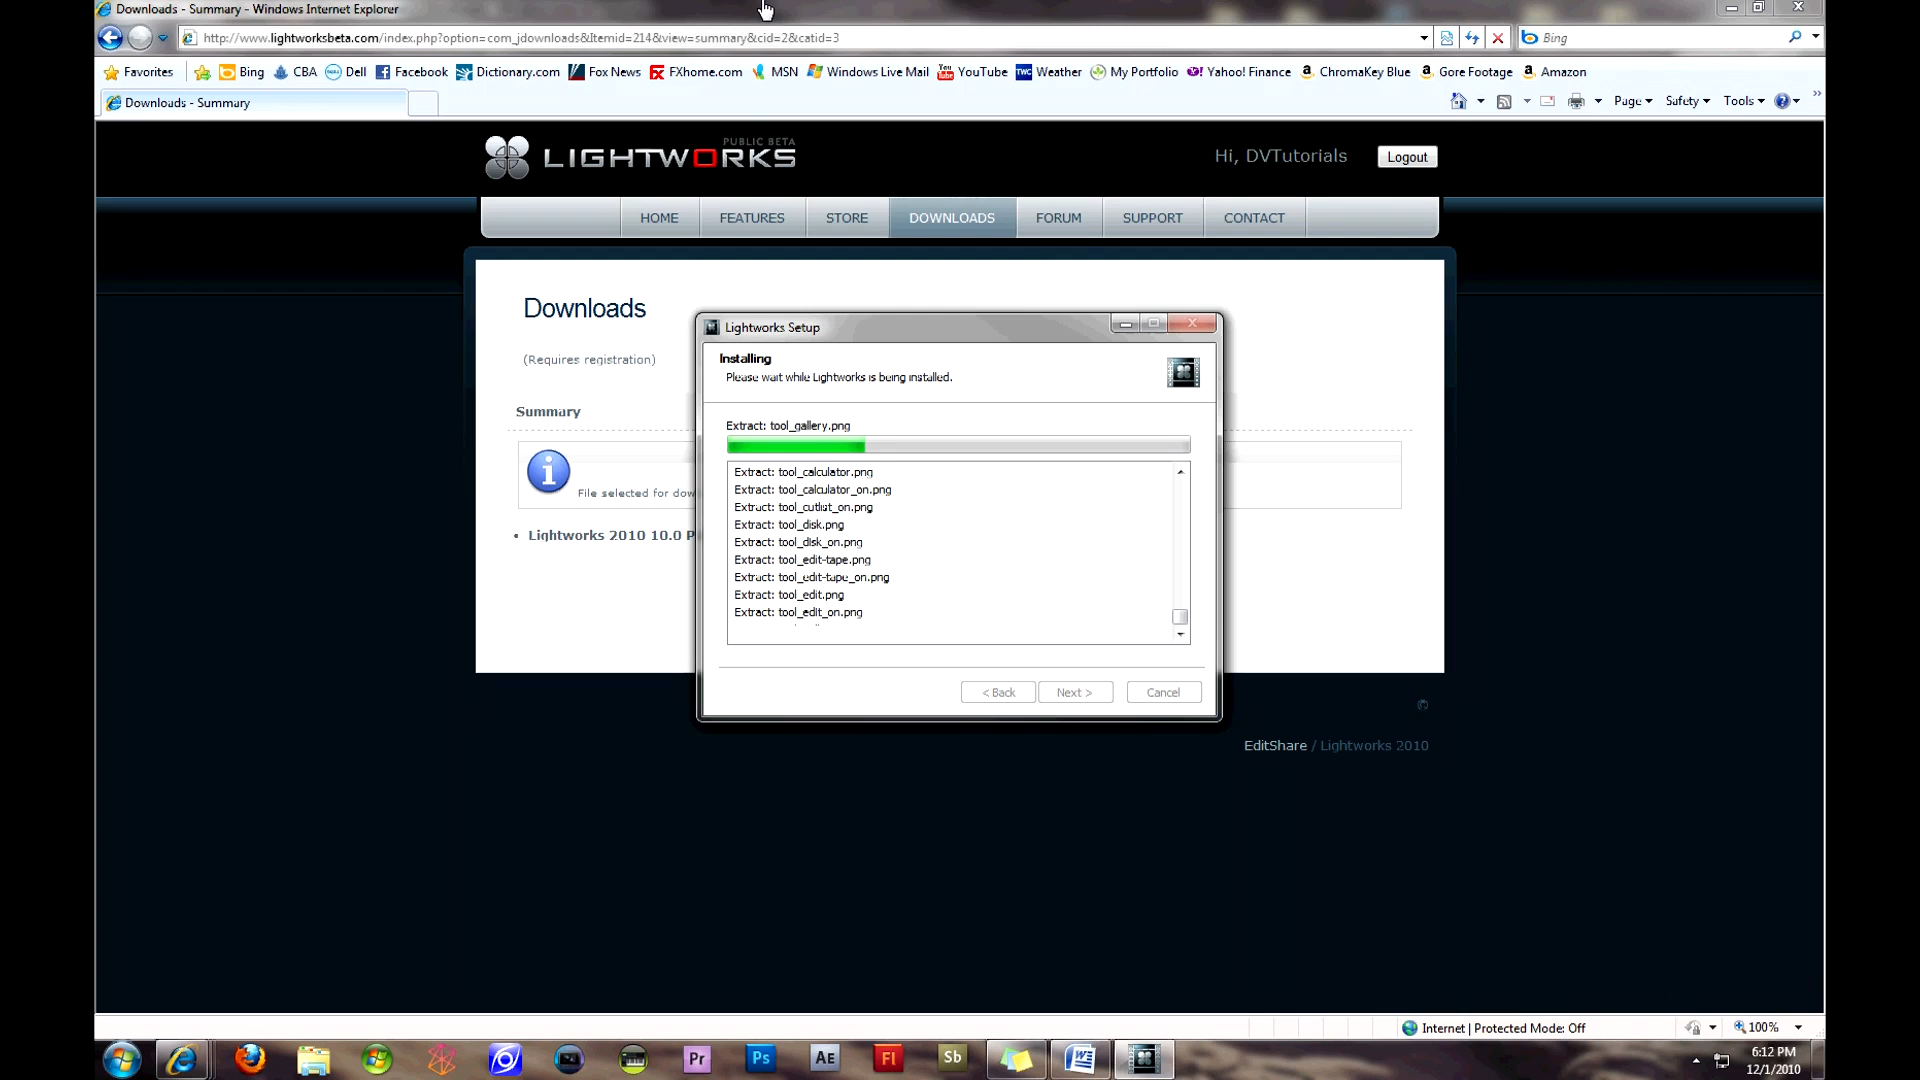 Downloads - Summary - Windows Internet Explorer
http://www.lightworksbeta.com/index.php?option=com_jdownloads&Itemid=214&view=summary&cid=2&catid=3
Bing
Favorites Bing CBA Dell Facebook Dictionary.com Fox News FXhome.com MSN Windows Live Mail YouTube Weather My Portfolio Yahoo! Finance ChromaKey Blue Gore Footage Amazon
Downloads - Summary
Page Safety Tools
PUBLIC BETA
LIGHTWORKS
Hi, DVTutorials Logout
HOME FEATURES STORE DOWNLOADS FORUM SUPPORT CONTACT
Downloads
(Requires registration)
Summary
File selected for dow
Lightworks 2010 10.0 P
Lightworks Setup
Installing
Please wait while Lightworks is being installed.
Extract: tool_gallery.png
Extract: tool_calculator.png
Extract: tool_calculator_on.png
Extract: tool_cutlist_on.png
Extract: tool_disk.png
Extract: tool_disk_on.png
Extract: tool_edit-tape.png
Extract: tool_edit-tape_on.png
Extract: tool_edit.png
Extract: tool_edit_on.png
< Back Next > Cancel
©
EditShare / Lightworks 2010
Internet | Protected Mode: Off
100%
Pr Ps AE Fl Sb
6:12 PM
12/1/2010